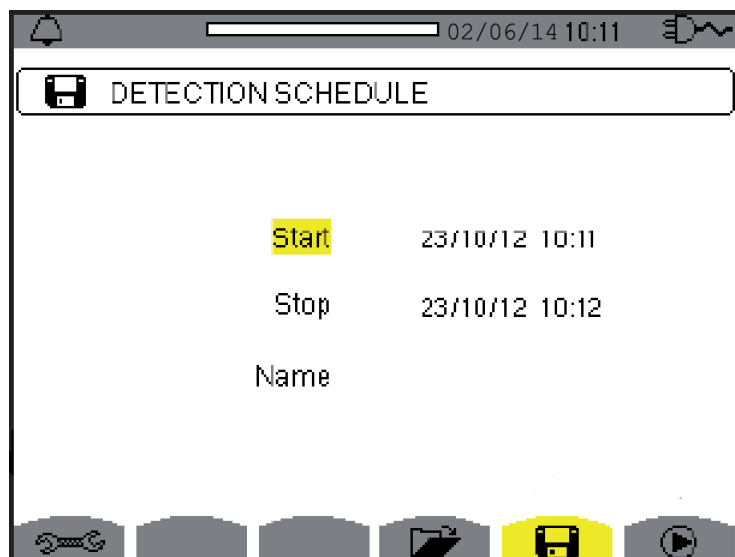 02/06/14 10:11
DETECTION SCHEDULE
Start 23/10/12 10:11
Stop 23/10/12 10:12
Name